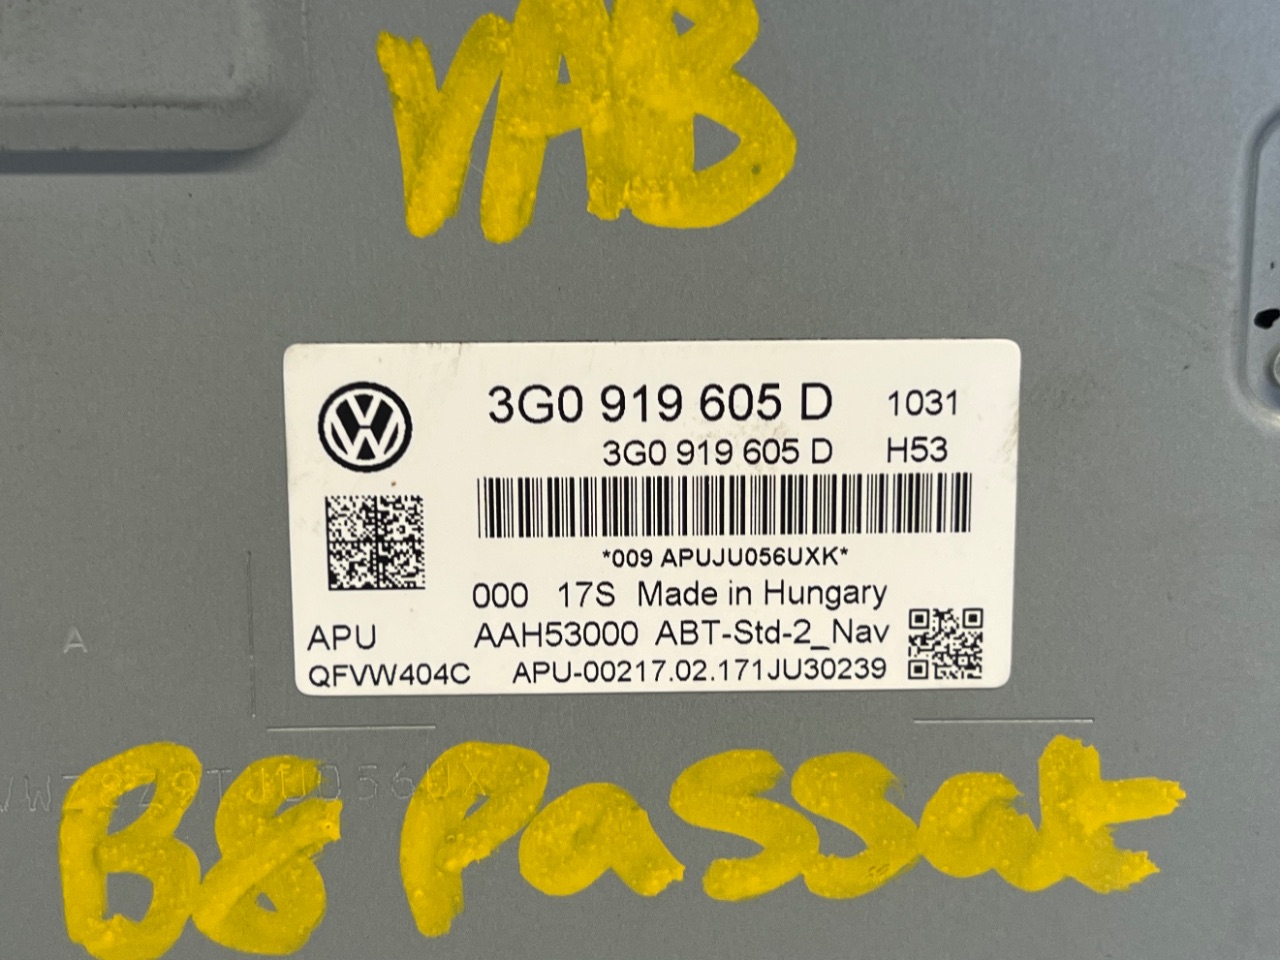 VAB
3G0 919 605 D 1031
3G0 919 605 D H53
*009 APUJU056UXK*
000 17S Made in Hungary
APU AAH53000 ABT-Std-2_Nav
QFVW404C APU-00217.02.171JU30239
A
B8 Passat